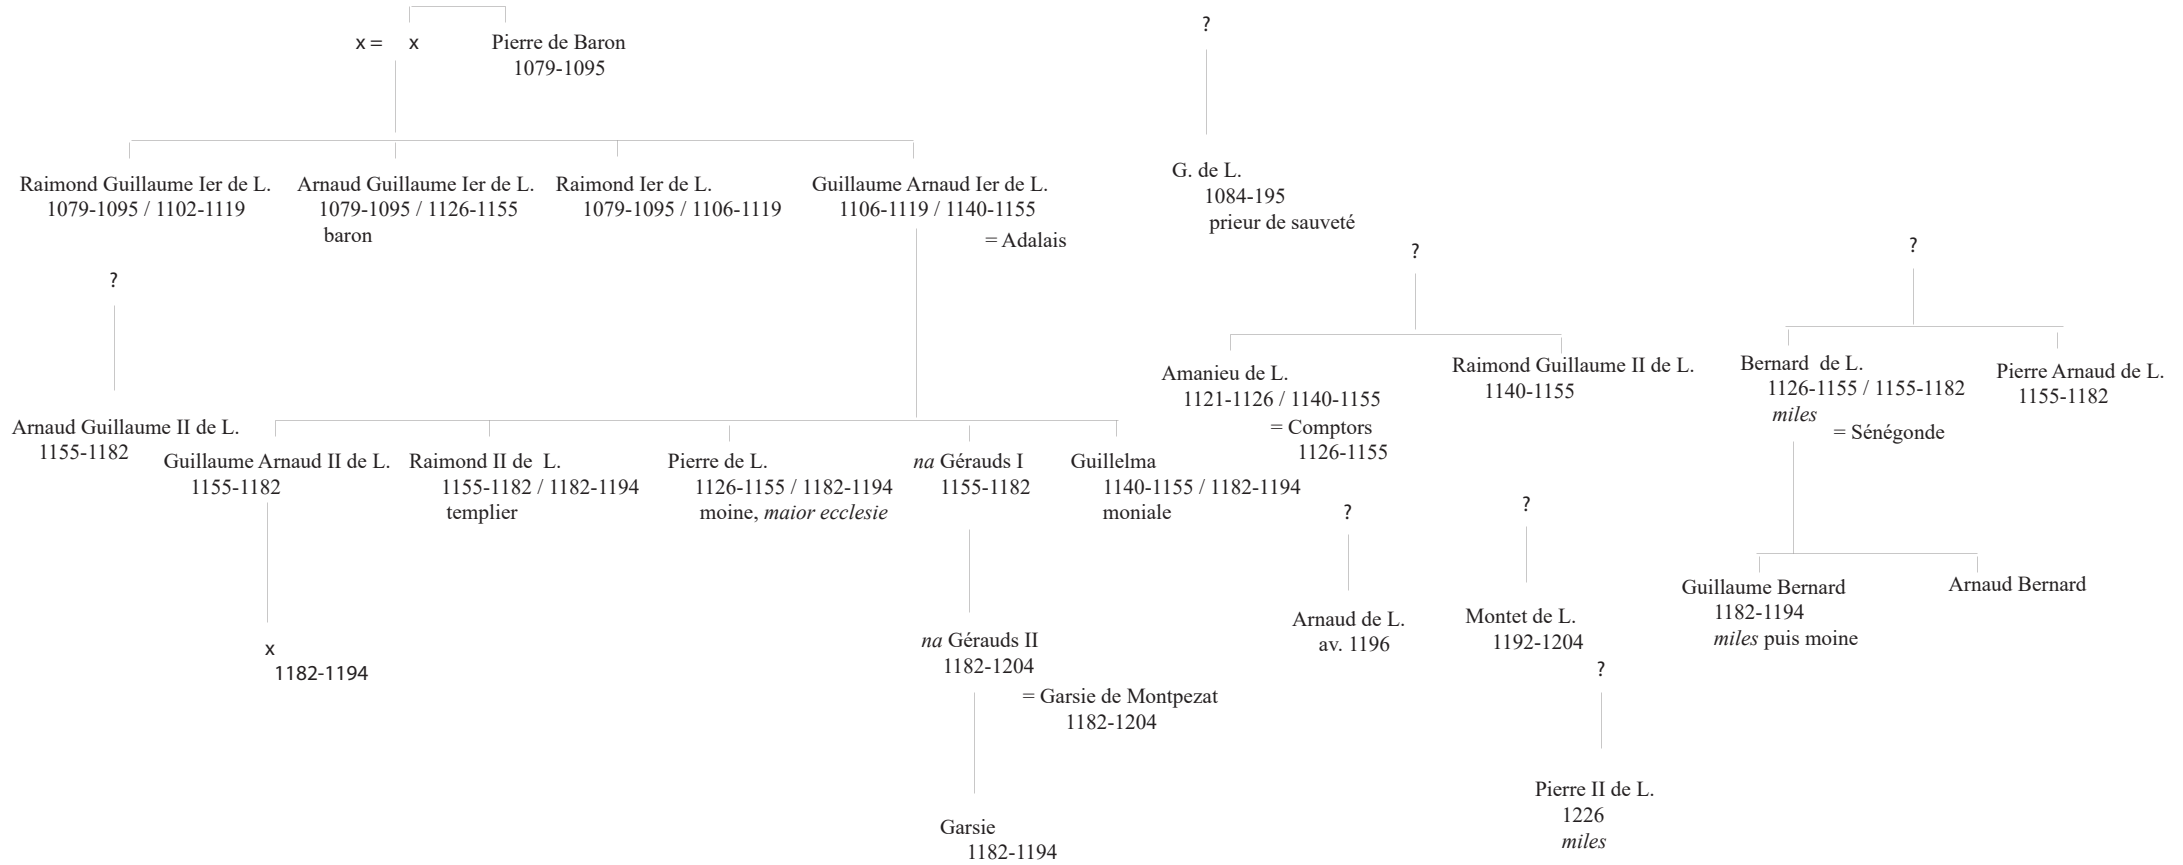 x = x
Pierre de Baron
1079-1095
?
Raimond Guillaume Ier de L.
1079-1095 / 1102-1119
Arnaud Guillaume Ier de L.
1079-1095 / 1126-1155
baron
Raimond Ier de L.
1079-1095 / 1106-1119
Guillaume Arnaud Ier de L.
1106-1119 / 1140-1155
= Adalais
G. de L.
1084-195
prieur de sauveté
?
?
?
Arnaud Guillaume II de L.
1155-1182
Amanieu de L.
1121-1126 / 1140-1155
= Comptors
1126-1155
Raimond Guillaume II de L.
1140-1155
Bernard de L.
1126-1155 / 1155-1182
miles
= Sénégonde
Pierre Arnaud de L.
1155-1182
Guillaume Arnaud II de L.
1155-1182
Raimond II de L.
1155-1182 / 1182-1194
templier
Pierre de L.
1126-1155 / 1182-1194
moine, maior ecclesie
na Gérauds I
1155-1182
Guillelma
1140-1155 / 1182-1194
moniale
?
?
x
1182-1194
na Gérauds II
1182-1204
= Garsie de Montpezat
1182-1204
Arnaud de L.
av. 1196
Montet de L.
1192-1204
Guillaume Bernard
1182-1194
miles puis moine
Arnaud Bernard
?
Garsie
1182-1194
Pierre II de L.
1226
miles